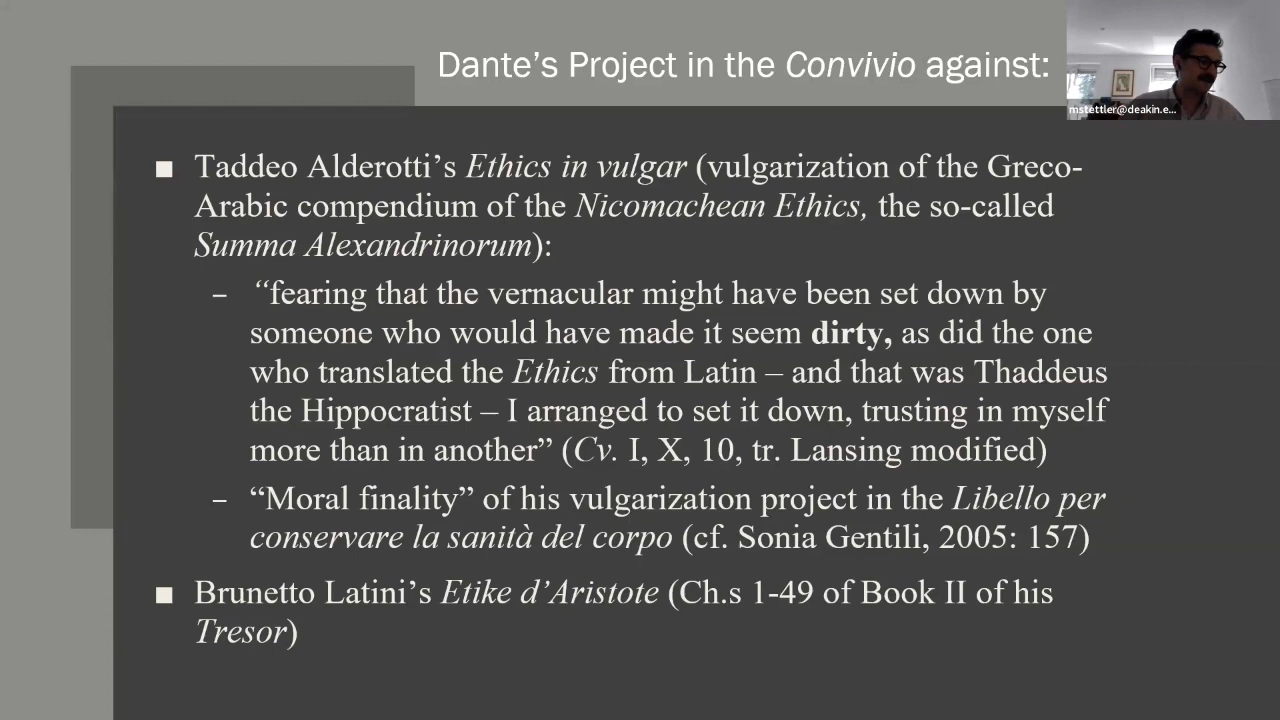 Dante’s Project in the Convivio against:
mstettler@deakin.e...
■ Taddeo Alderotti’s Ethics in vulgar (vulgarization of the Greco-
Arabic compendium of the Nicomachean Ethics, the so-called
Summa Alexandrinorum):
– “fearing that the vernacular might have been set down by
someone who would have made it seem dirty, as did the one
who translated the Ethics from Latin – and that was Thaddeus
the Hippocratist – I arranged to set it down, trusting in myself
more than in another” (Cv. I, X, 10, tr. Lansing modified)
– “Moral finality” of his vulgarization project in the Libello per
conservare la sanità del corpo (cf. Sonia Gentili, 2005: 157)
■ Brunetto Latini’s Etike d’Aristote (Ch.s 1-49 of Book II of his
Tresor)